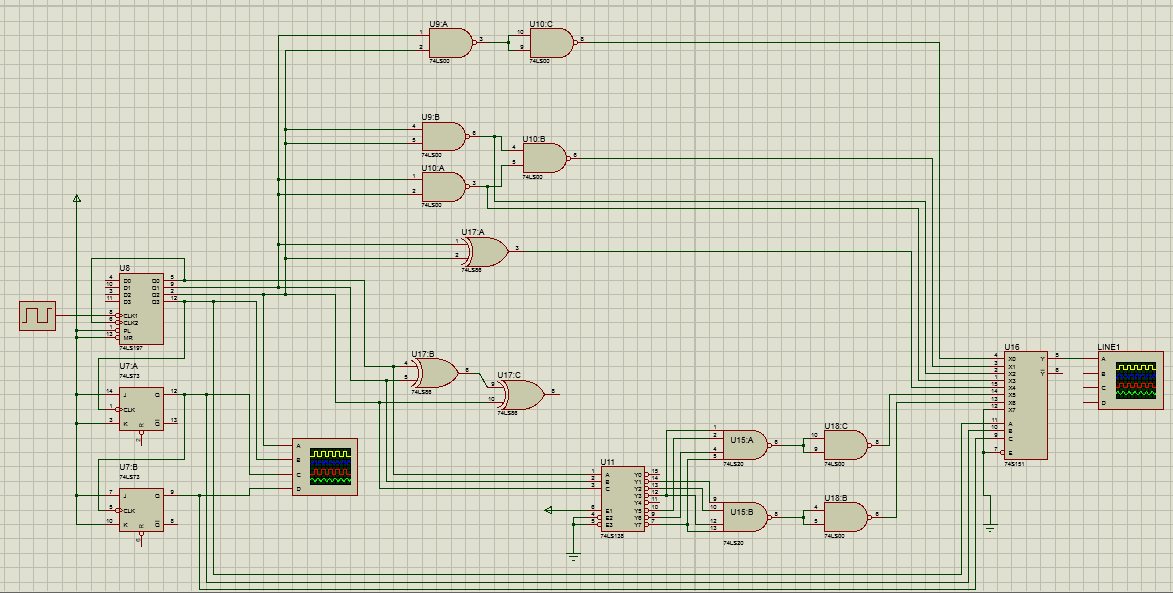 U9:A
1
2
3
74LS00
U10:C
10
9
8
74LS00
U9:B
4
5
6
74LS00
U10:B
4
5
6
74LS00
U10:A
1
2
3
74LS00
U17:A
1
2
3
74LS86
U8
4 D0 Q0 5
10 D1 Q1 9
3 D2 Q2 2
11 D3 Q3 12
8 CLK1
6 CLK2
1 PL
13 MR
74LS197
U7:A
74LS73
14 J Q 12
1 CLK
3 K Q 13
R
2
U7:B
74LS73
7 J Q 9
5 CLK
10 K Q 8
R
6
A
B
C
D
U17:B
4
5
6
74LS86
U17:C
9
10
8
74LS86
U11
1 A Y0 15
2 B Y1 14
3 C Y2 13
Y3 12
Y4 11
6 E1 Y5 10
4 E2 Y6 9
5 E3 Y7 7
74LS138
U15:A
1
2
4
5
6
74LS20
U18:C
10
9
8
74LS00
U15:B
9
10
12
13
8
74LS20
U18:B
4
5
6
74LS00
U16
4 X0 Y 5
3 X1
2 X2 Y 6
1 X3
15 X4
14 X5
13 X6
12 X7
11 A
10 B
9 C
7 E
74S151
LINE1
A
B
C
D